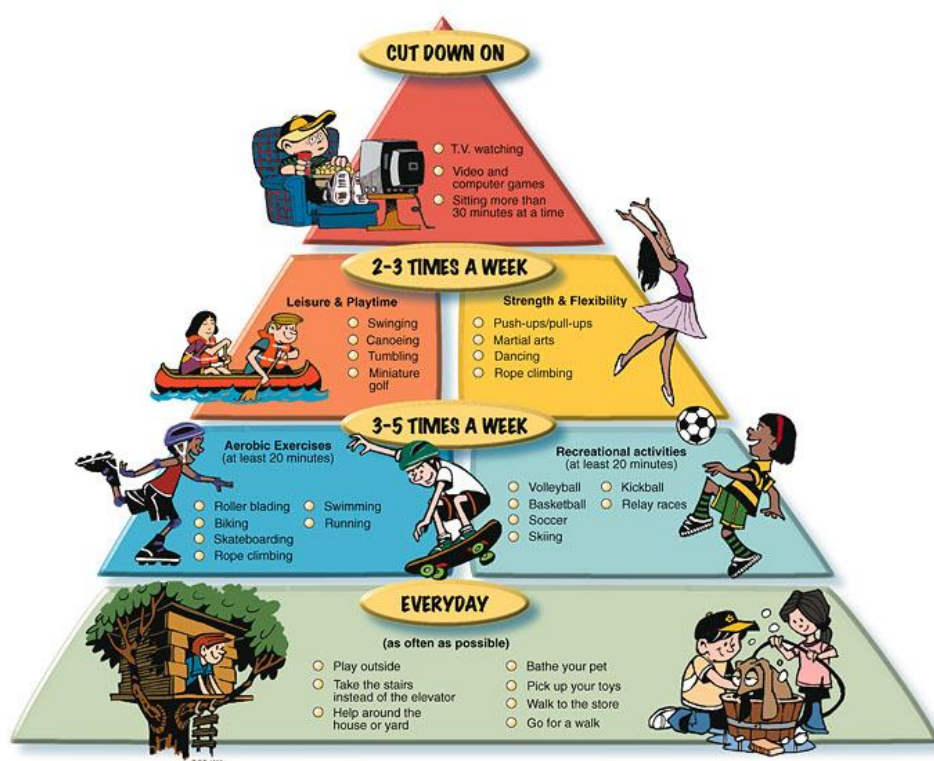 CUT DOWN ON
T.V. watching
Video and
computer games
Sitting more than
30 minutes at a time
2-3 TIMES A WEEK
Leisure & Playtime
Swinging
Canoeing
Tumbling
Miniature
golf
Strength & Flexibility
Push-ups/pull-ups
Martial arts
Dancing
Rope climbing
3-5 TIMES A WEEK
Aerobic Exercises
(at least 20 minutes)
Roller blading
Biking
Skateboarding
Rope climbing
Swimming
Running
Recreational activities
(at least 20 minutes)
Volleyball
Basketball
Soccer
Skiing
Kickball
Relay races
EVERYDAY
(as often as possible)
Play outside
Take the stairs
instead of the elevator
Help around the
house or yard
Bathe your pet
Pick up your toys
Walk to the store
Go for a walk